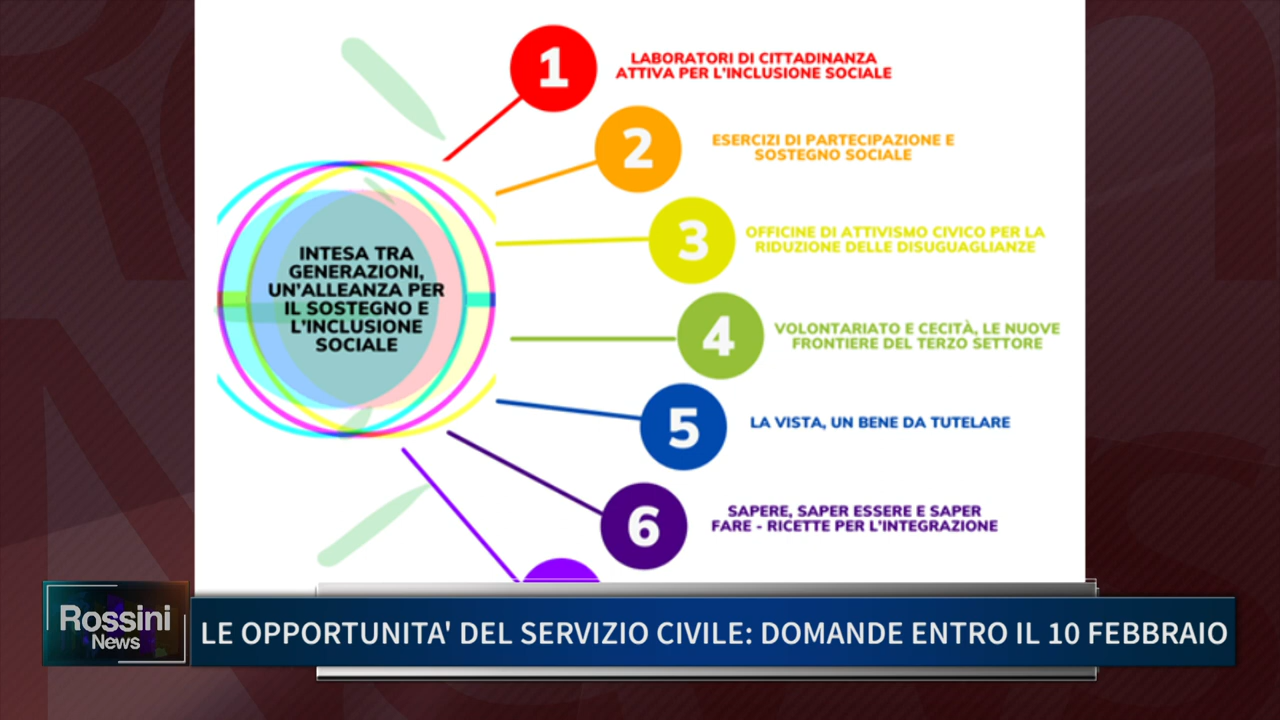 1
LABORATORI DI CITTADINANZA
ATTIVA PER L'INCLUSIONE SOCIALE
2
ESERCIZI DI PARTECIPAZIONE E
SOSTEGNO SOCIALE
3
OFFICINE DI ATTIVISMO CIVICO PER LA
RIDUZIONE DELLE DISUGUAGLIANZE
INTESA TRA
GENERAZIONI,
UN'ALLEANZA PER
IL SOSTEGNO E
L'INCLUSIONE
SOCIALE
4
VOLONTARIATO E CECITÀ, LE NUOVE
FRONTIERE DEL TERZO SETTORE
5
LA VISTA, UN BENE DA TUTELARE
6
SAPERE, SAPER ESSERE E SAPER
FARE - RICETTE PER L'INTEGRAZIONE
Rossini
News
LE OPPORTUNITA' DEL SERVIZIO CIVILE: DOMANDE ENTRO IL 10 FEBBRAIO